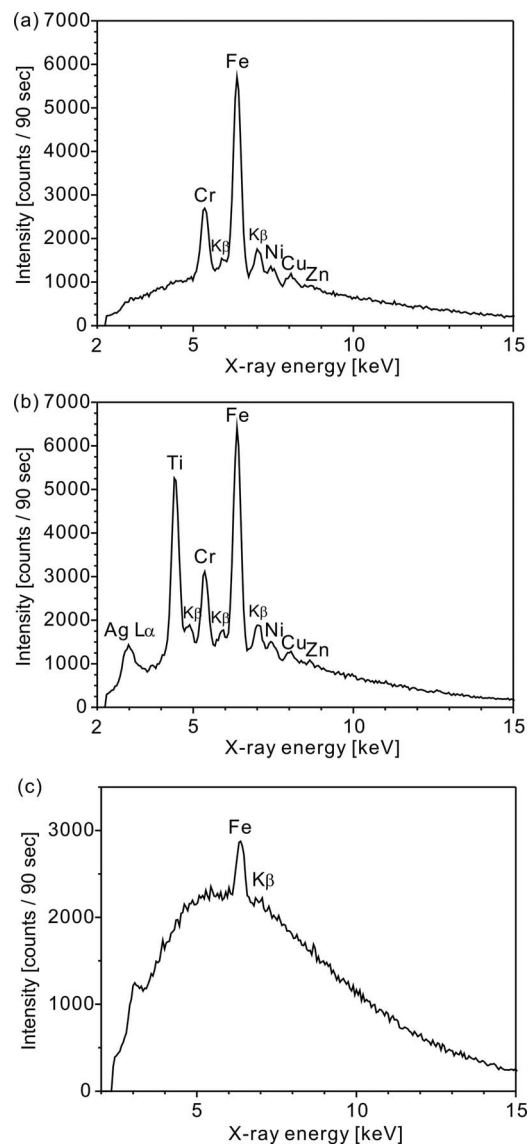 (a)
7000
6000
5000
4000
3000
2000
1000
0
Intensity [counts / 90 sec]
Fe
Cr
Kβ
Kβ
Ni
Cu
Zn
2 5 10 15
X-ray energy [keV]
(b)
7000
6000
5000
4000
3000
2000
1000
0
Intensity [counts / 90 sec]
Fe
Ti
Cr
Kβ
Kβ
Kβ
Ag Lα
Ni
Cu
Zn
2 5 10 15
X-ray energy [keV]
(c)
3000
2000
1000
0
Intensity [counts / 90 sec]
Fe
Kβ
5 10 15
X-ray energy [keV]